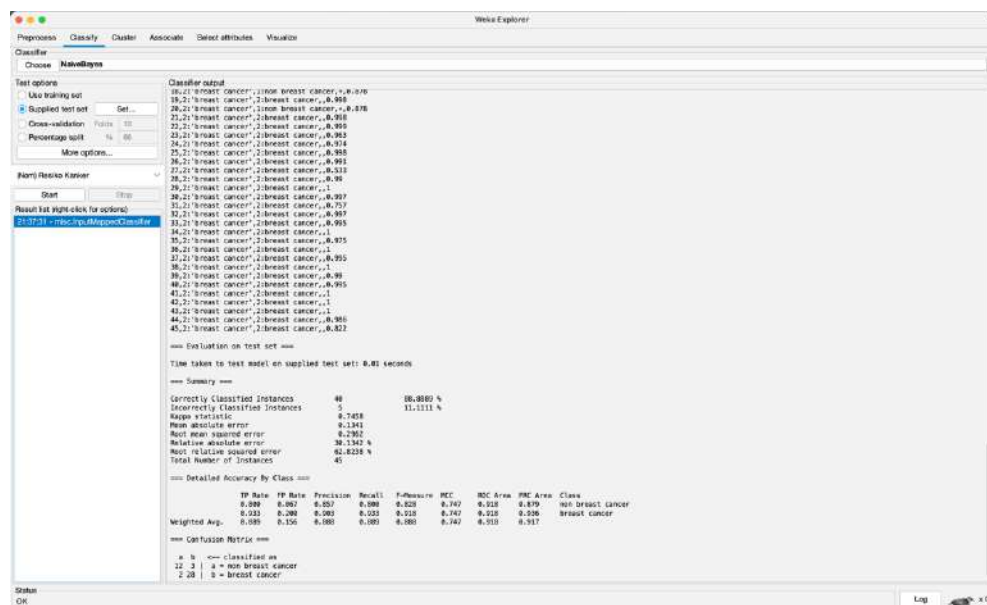 Weka Explorer
Preprocess Classify Cluster Associate Select attributes Visualize
Classifier
Choose NaiveBayes
Test options
Use training set
Supplied test set Set...
Cross-validation Folds 10
Percentage split % 66
More options...
(Nom) Resiko Kanker
Start Stop
Result list (right-click for options)
21:37:31 - misc.InputMappedClassifier
Classifier output
18,2:'breast cancer',1:non breast cancer,+,0.876
19,2:'breast cancer',2:breast cancer,,0.998
20,2:'breast cancer',1:non breast cancer,+,0.878
21,2:'breast cancer',2:breast cancer,,0.998
22,2:'breast cancer',2:breast cancer,,0.999
23,2:'breast cancer',2:breast cancer,,0.963
24,2:'breast cancer',2:breast cancer,,0.974
25,2:'breast cancer',2:breast cancer,,0.998
26,2:'breast cancer',2:breast cancer,,0.991
27,2:'breast cancer',2:breast cancer,,0.533
28,2:'breast cancer',2:breast cancer,,0.99
29,2:'breast cancer',2:breast cancer,,1
30,2:'breast cancer',2:breast cancer,,0.997
31,2:'breast cancer',2:breast cancer,,0.757
32,2:'breast cancer',2:breast cancer,,0.997
33,2:'breast cancer',2:breast cancer,,0.995
34,2:'breast cancer',2:breast cancer,,1
35,2:'breast cancer',2:breast cancer,,0.975
36,2:'breast cancer',2:breast cancer,,1
37,2:'breast cancer',2:breast cancer,,0.995
38,2:'breast cancer',2:breast cancer,,1
39,2:'breast cancer',2:breast cancer,,0.99
40,2:'breast cancer',2:breast cancer,,0.995
41,2:'breast cancer',2:breast cancer,,1
42,2:'breast cancer',2:breast cancer,,1
43,2:'breast cancer',2:breast cancer,,1
44,2:'breast cancer',2:breast cancer,,0.986
45,2:'breast cancer',2:breast cancer,,0.822
=== Evaluation on test set ===
Time taken to test model on supplied test set: 0.01 seconds
=== Summary ===
Correctly Classified Instances 40 88.8889 %
Incorrectly Classified Instances 5 11.1111 %
Kappa statistic 0.7458
Mean absolute error 0.1341
Root mean squared error 0.2962
Relative absolute error 30.1342 %
Root relative squared error 62.8238 %
Total Number of Instances 45
=== Detailed Accuracy By Class ===
TP Rate FP Rate Precision Recall F-Measure MCC ROC Area PRC Area Class
0.800 0.067 0.857 0.800 0.828 0.747 0.918 0.879 non breast cancer
0.933 0.200 0.903 0.933 0.918 0.747 0.918 0.936 breast cancer
Weighted Avg. 0.889 0.156 0.888 0.889 0.888 0.747 0.918 0.917
=== Confusion Matrix ===
a b <-- classified as
12 3 | a = non breast cancer
2 28 | b = breast cancer
Status
OK
Log